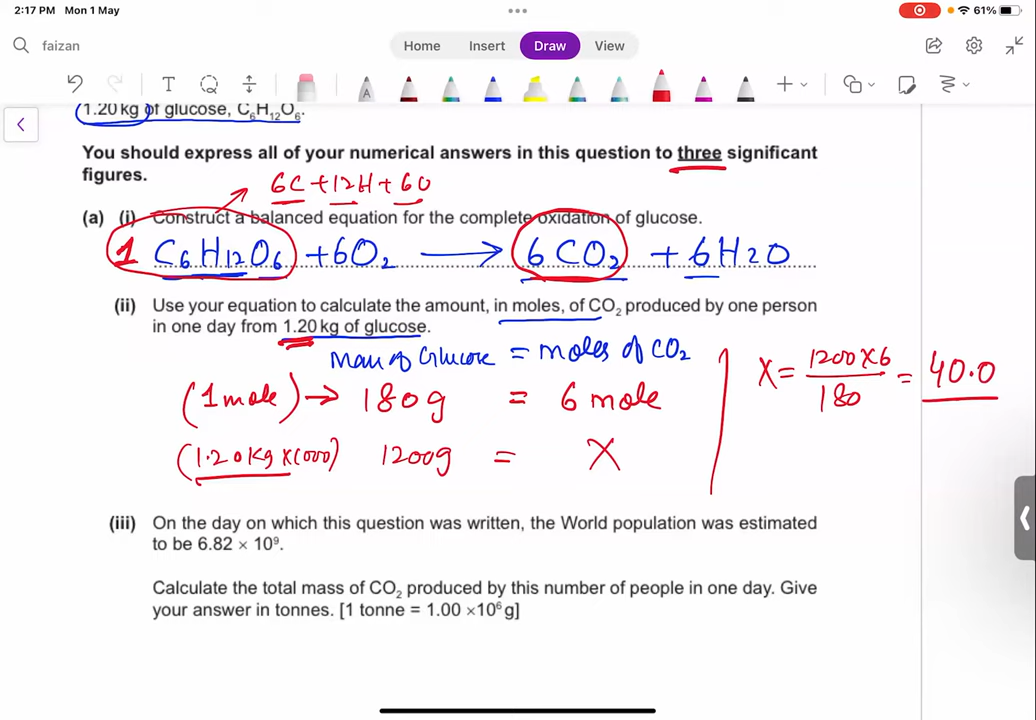 2:17 PM Mon 1 May
61%
faizan
Home Insert Draw View
1.20 kg of glucose, C₆H₁₂O₆.
You should express all of your numerical answers in this question to three significant
figures.
6C + 12H + 6O
(a) (i) Construct a balanced equation for the complete oxidation of glucose.
1 C₆H₁₂O₆ + 6O₂ → 6CO₂ + 6H₂O
(ii) Use your equation to calculate the amount, in moles, of CO₂ produced by one person
in one day from 1.20 kg of glucose.
Mass of Glucose = moles of CO₂
(1 mole) → 180g = 6 mole
(1.20Kg x1000) 1200g = X
X = 1200X6 / 180 = 40.0
(iii) On the day on which this question was written, the World population was estimated
to be 6.82 × 10⁹.
Calculate the total mass of CO₂ produced by this number of people in one day. Give
your answer in tonnes. [1 tonne = 1.00 ×10⁶ g]